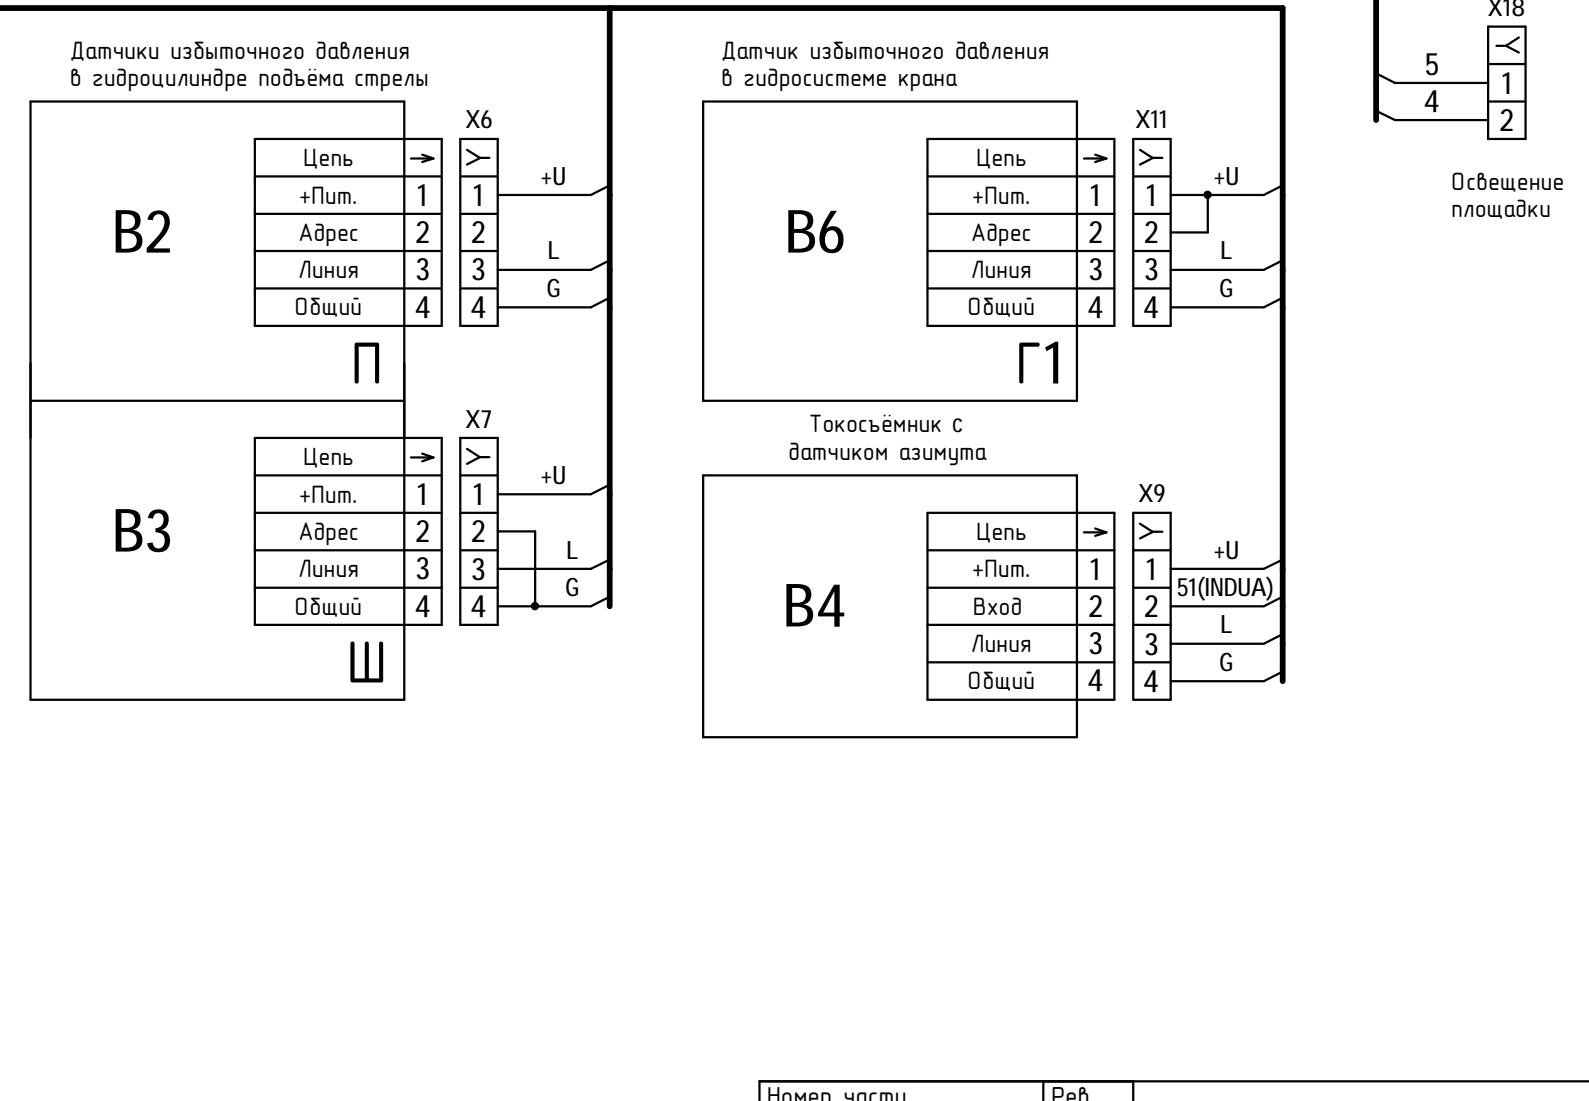 Датчики избыточного давления
в гидроцилиндре подъёма стрелы
X6
Цепь
+Пит. 1 1 +U
Адрес 2 2
Линия 3 3 L
Общий 4 4 G
B2
П
X7
Цепь
+Пит. 1 1 +U
Адрес 2 2
Линия 3 3 L
Общий 4 4 G
B3
Ш
Датчик избыточного давления
в гидросистеме крана
X11
Цепь
+Пит. 1 1 +U
Адрес 2 2
Линия 3 3 L
Общий 4 4 G
B6
Г1
Токосъёмник с
датчиком азимута
X9
Цепь
+Пит. 1 1 +U
Вход 2 2 51(INDUA)
Линия 3 3 L
Общий 4 4 G
B4
X18
5 1
4 2
Освещение
площадки
Номер части Рев.